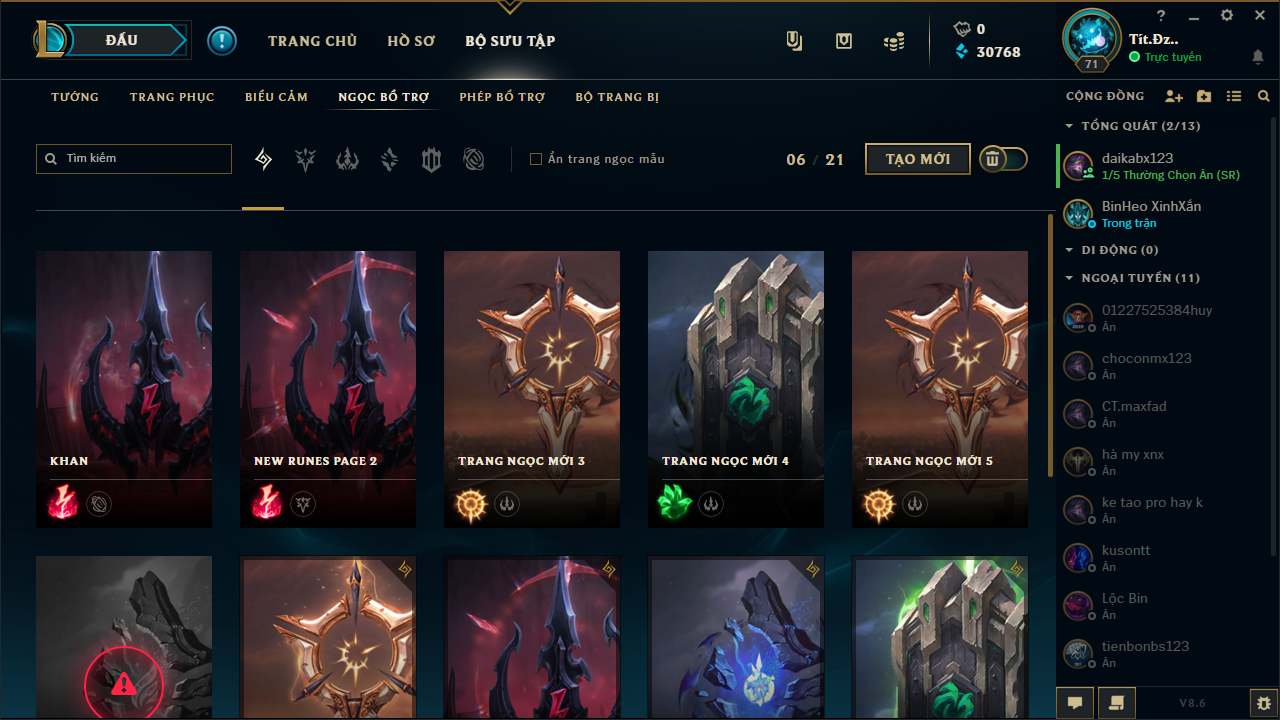 ĐẤU
TRANG CHỦ
HỒ SƠ
BỘ SƯU TẬP
0
30768
71
Tít.Đz..
Trực tuyến
TƯỚNG
TRANG PHỤC
BIỂU CẢM
NGỌC BỔ TRỢ
PHÉP BỔ TRỢ
BỘ TRANG BỊ
Tìm kiếm
Ẩn trang ngọc mẫu
06 / 21
TẠO MỚI
KHAN
NEW RUNES PAGE 2
TRANG NGỌC MỚI 3
TRANG NGỌC MỚI 4
TRANG NGỌC MỚI 5
CỘNG ĐỒNG
TỔNG QUÁT (2/13)
daikabx123
1/5 Thường Chọn Ẩn (SR)
BinHeo XinhXắn
Trong trận
DI ĐỘNG (0)
NGOẠI TUYẾN (11)
01227525384huy
Ẩn
choconmx123
Ẩn
CT.maxfad
Ẩn
hà my xnx
Ẩn
ke tao pro hay k
Ẩn
kusontt
Ẩn
Lộc Bin
Ẩn
tienbonbs123
Ẩn
V8.6